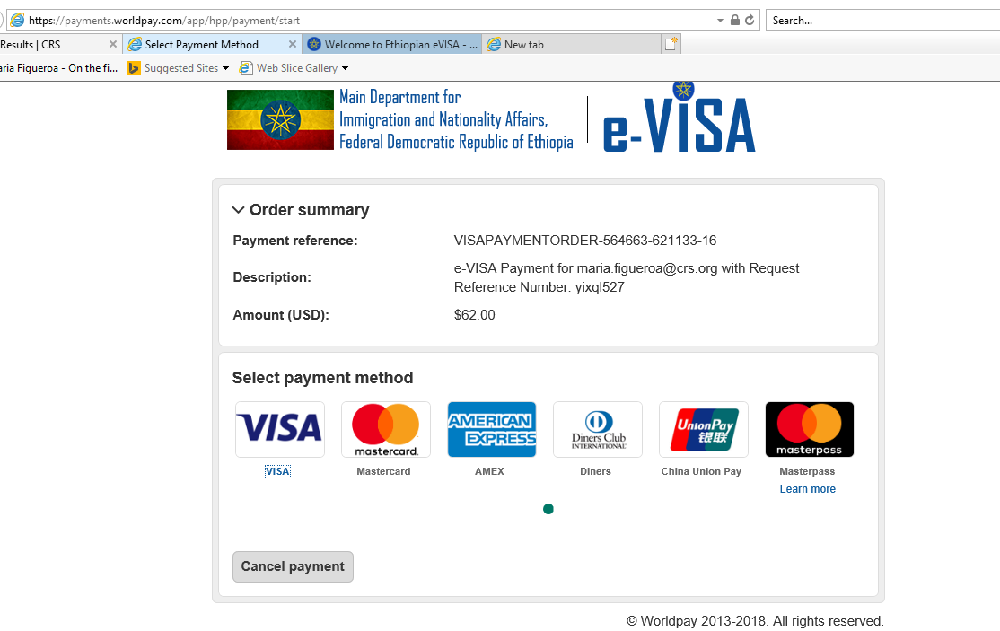 https://payments.worldpay.com/app/hpp/payment/start
Search...
Results | CRS
Select Payment Method
Welcome to Ethiopian eVISA - ...
New tab
aria Figueroa - On the fi...
Suggested Sites
Web Slice Gallery
Main Department for
Immigration and Nationality Affairs,
Federal Democratic Republic of Ethiopia
e-VISA
Order summary
Payment reference: VISAPAYMENTORDER-564663-621133-16
Description: e-VISA Payment for maria.figueroa@crs.org with Request
Reference Number: yixql527
Amount (USD): $62.00
Select payment method
VISA mastercard. AMERICAN EXPRESS Diners Club INTERNATIONAL UnionPay 银联 masterpass
VISA Mastercard AMEX Diners China Union Pay Masterpass
Learn more
Cancel payment
© Worldpay 2013-2018. All rights reserved.